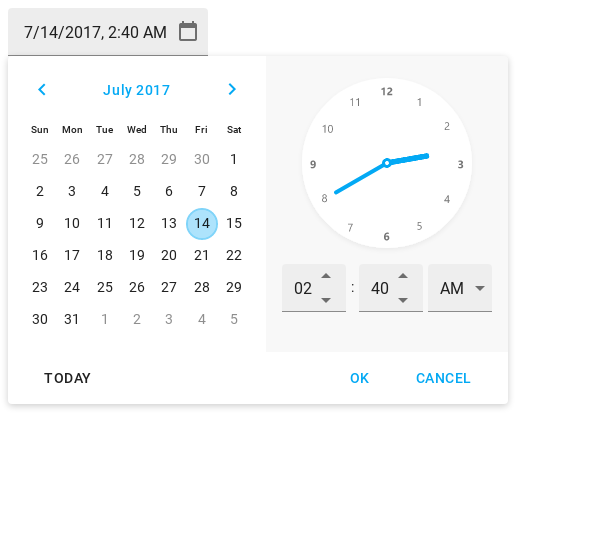 7/14/2017, 2:40 AM
July 2017
Sun Mon Tue Wed Thu Fri Sat
25 26 27 28 29 30 1
2 3 4 5 6 7 8
9 10 11 12 13 14 15
16 17 18 19 20 21 22
23 24 25 26 27 28 29
30 31 1 2 3 4 5
12
11 1
10 2
9 3
8 4
7 5
6
02 : 40 AM
TODAY OK CANCEL